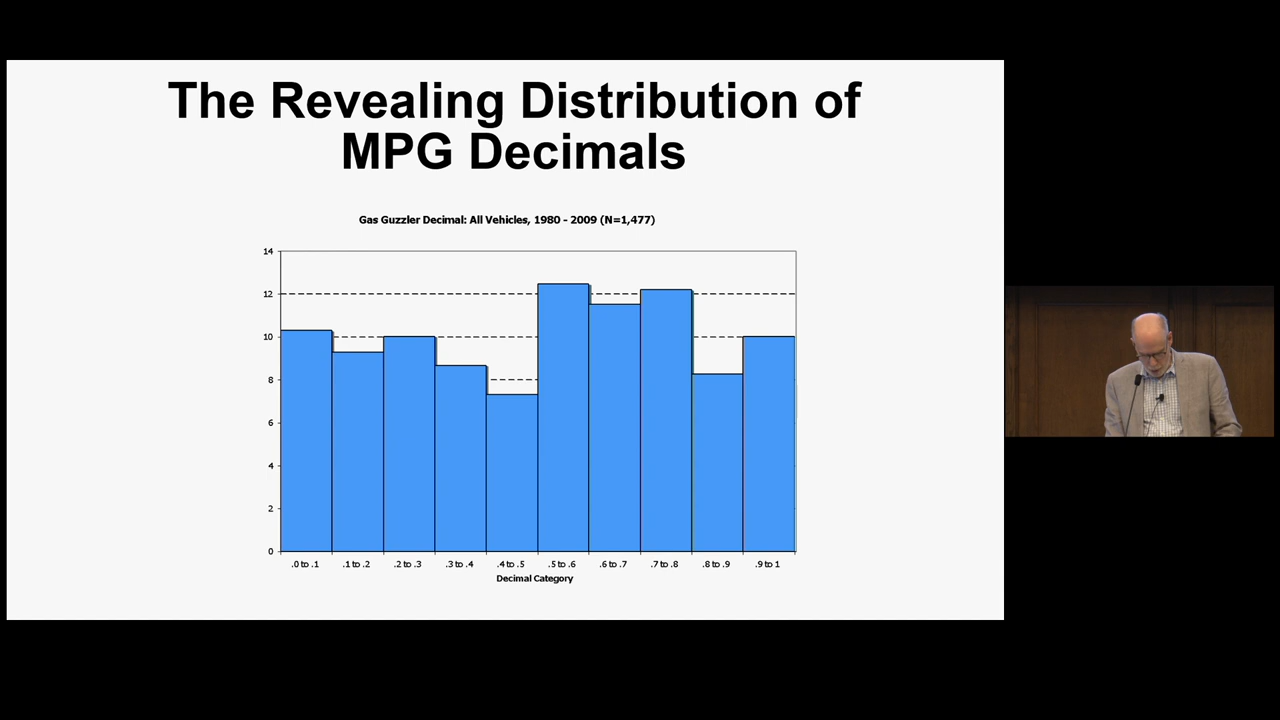 The Revealing Distribution of
MPG Decimals
Gas Guzzler Decimal: All Vehicles, 1980 - 2009 (N=1,477)
14
12
10
8
6
4
2
0
.0 to .1 .1 to .2 .2 to .3 .3 to .4 .4 to .5 .5 to .6 .6 to .7 .7 to .8 .8 to .9 .9 to 1
Decimal Category